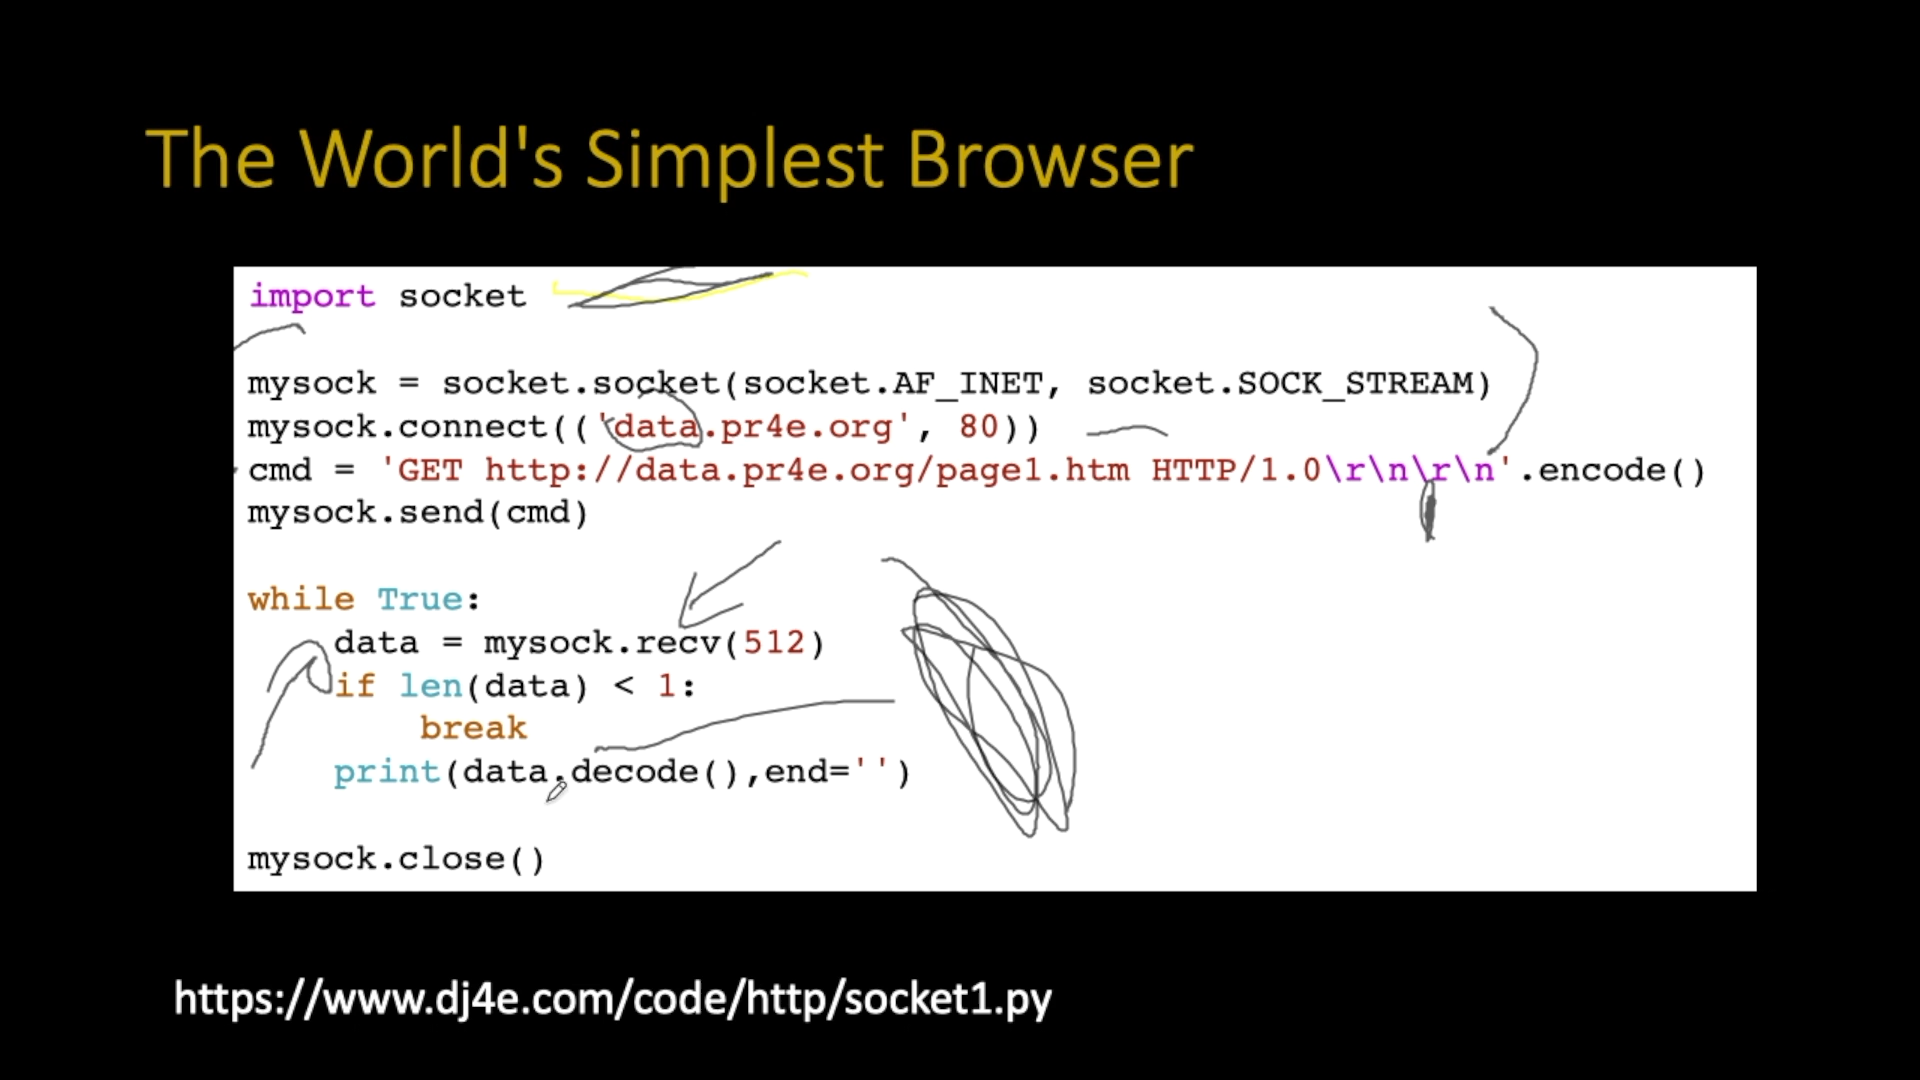 The World's Simplest Browser
import socket
mysock = socket.socket(socket.AF_INET, socket.SOCK_STREAM)
mysock.connect(('data.pr4e.org', 80))
cmd = 'GET http://data.pr4e.org/page1.htm HTTP/1.0\r\n\r\n'.encode()
mysock.send(cmd)
while True:
    data = mysock.recv(512)
    if len(data) < 1:
        break
    print(data.decode(),end='')
mysock.close()
https://www.dj4e.com/code/http/socket1.py